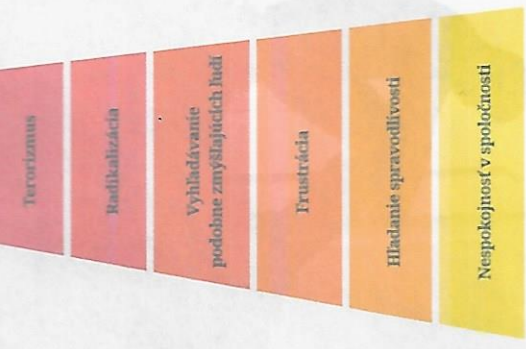 Terorizmus
Radikalizácia
Vyhľadávanie
podobne zmýšľajúcich ľudí
Frustrácia
Hľadanie spravodlivosti
Nespokojnosť v spoločnosti